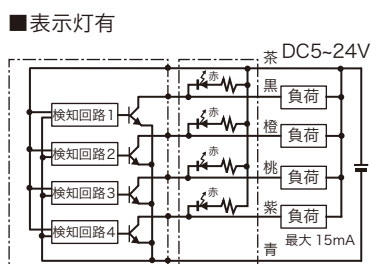 ■表示灯有
茶 DC5~24V
赤 黒 負荷
検知回路1
赤 橙 負荷
検知回路2
赤 桃 負荷
検知回路3
赤 紫 負荷
検知回路4
最大 15mA
青